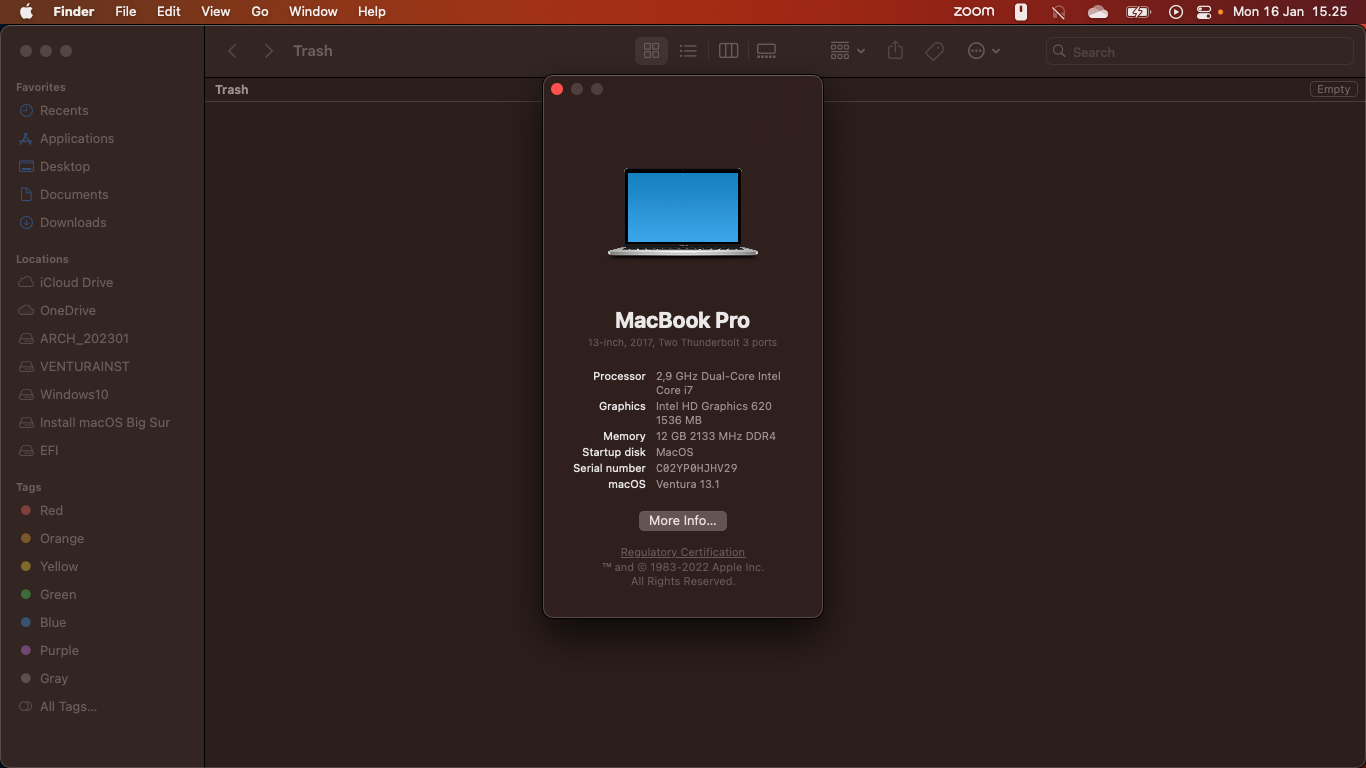 Finder File Edit View Go Window Help zoom Mon 16 Jan 15.25
Trash
Search
Favorites
Recents
Applications
Desktop
Documents
Downloads
Locations
iCloud Drive
OneDrive
ARCH_202301
VENTURAINST
Windows10
Install macOS Big Sur
EFI
Tags
Red
Orange
Yellow
Green
Blue
Purple
Gray
All Tags...
Trash
Empty
MacBook Pro
13-inch, 2017, Two Thunderbolt 3 ports
Processor 2,9 GHz Dual-Core Intel
Core i7
Graphics Intel HD Graphics 620
1536 MB
Memory 12 GB 2133 MHz DDR4
Startup disk MacOS
Serial number C02YP0HJHV29
macOS Ventura 13.1
More Info...
Regulatory Certification
™ and © 1983-2022 Apple Inc.
All Rights Reserved.